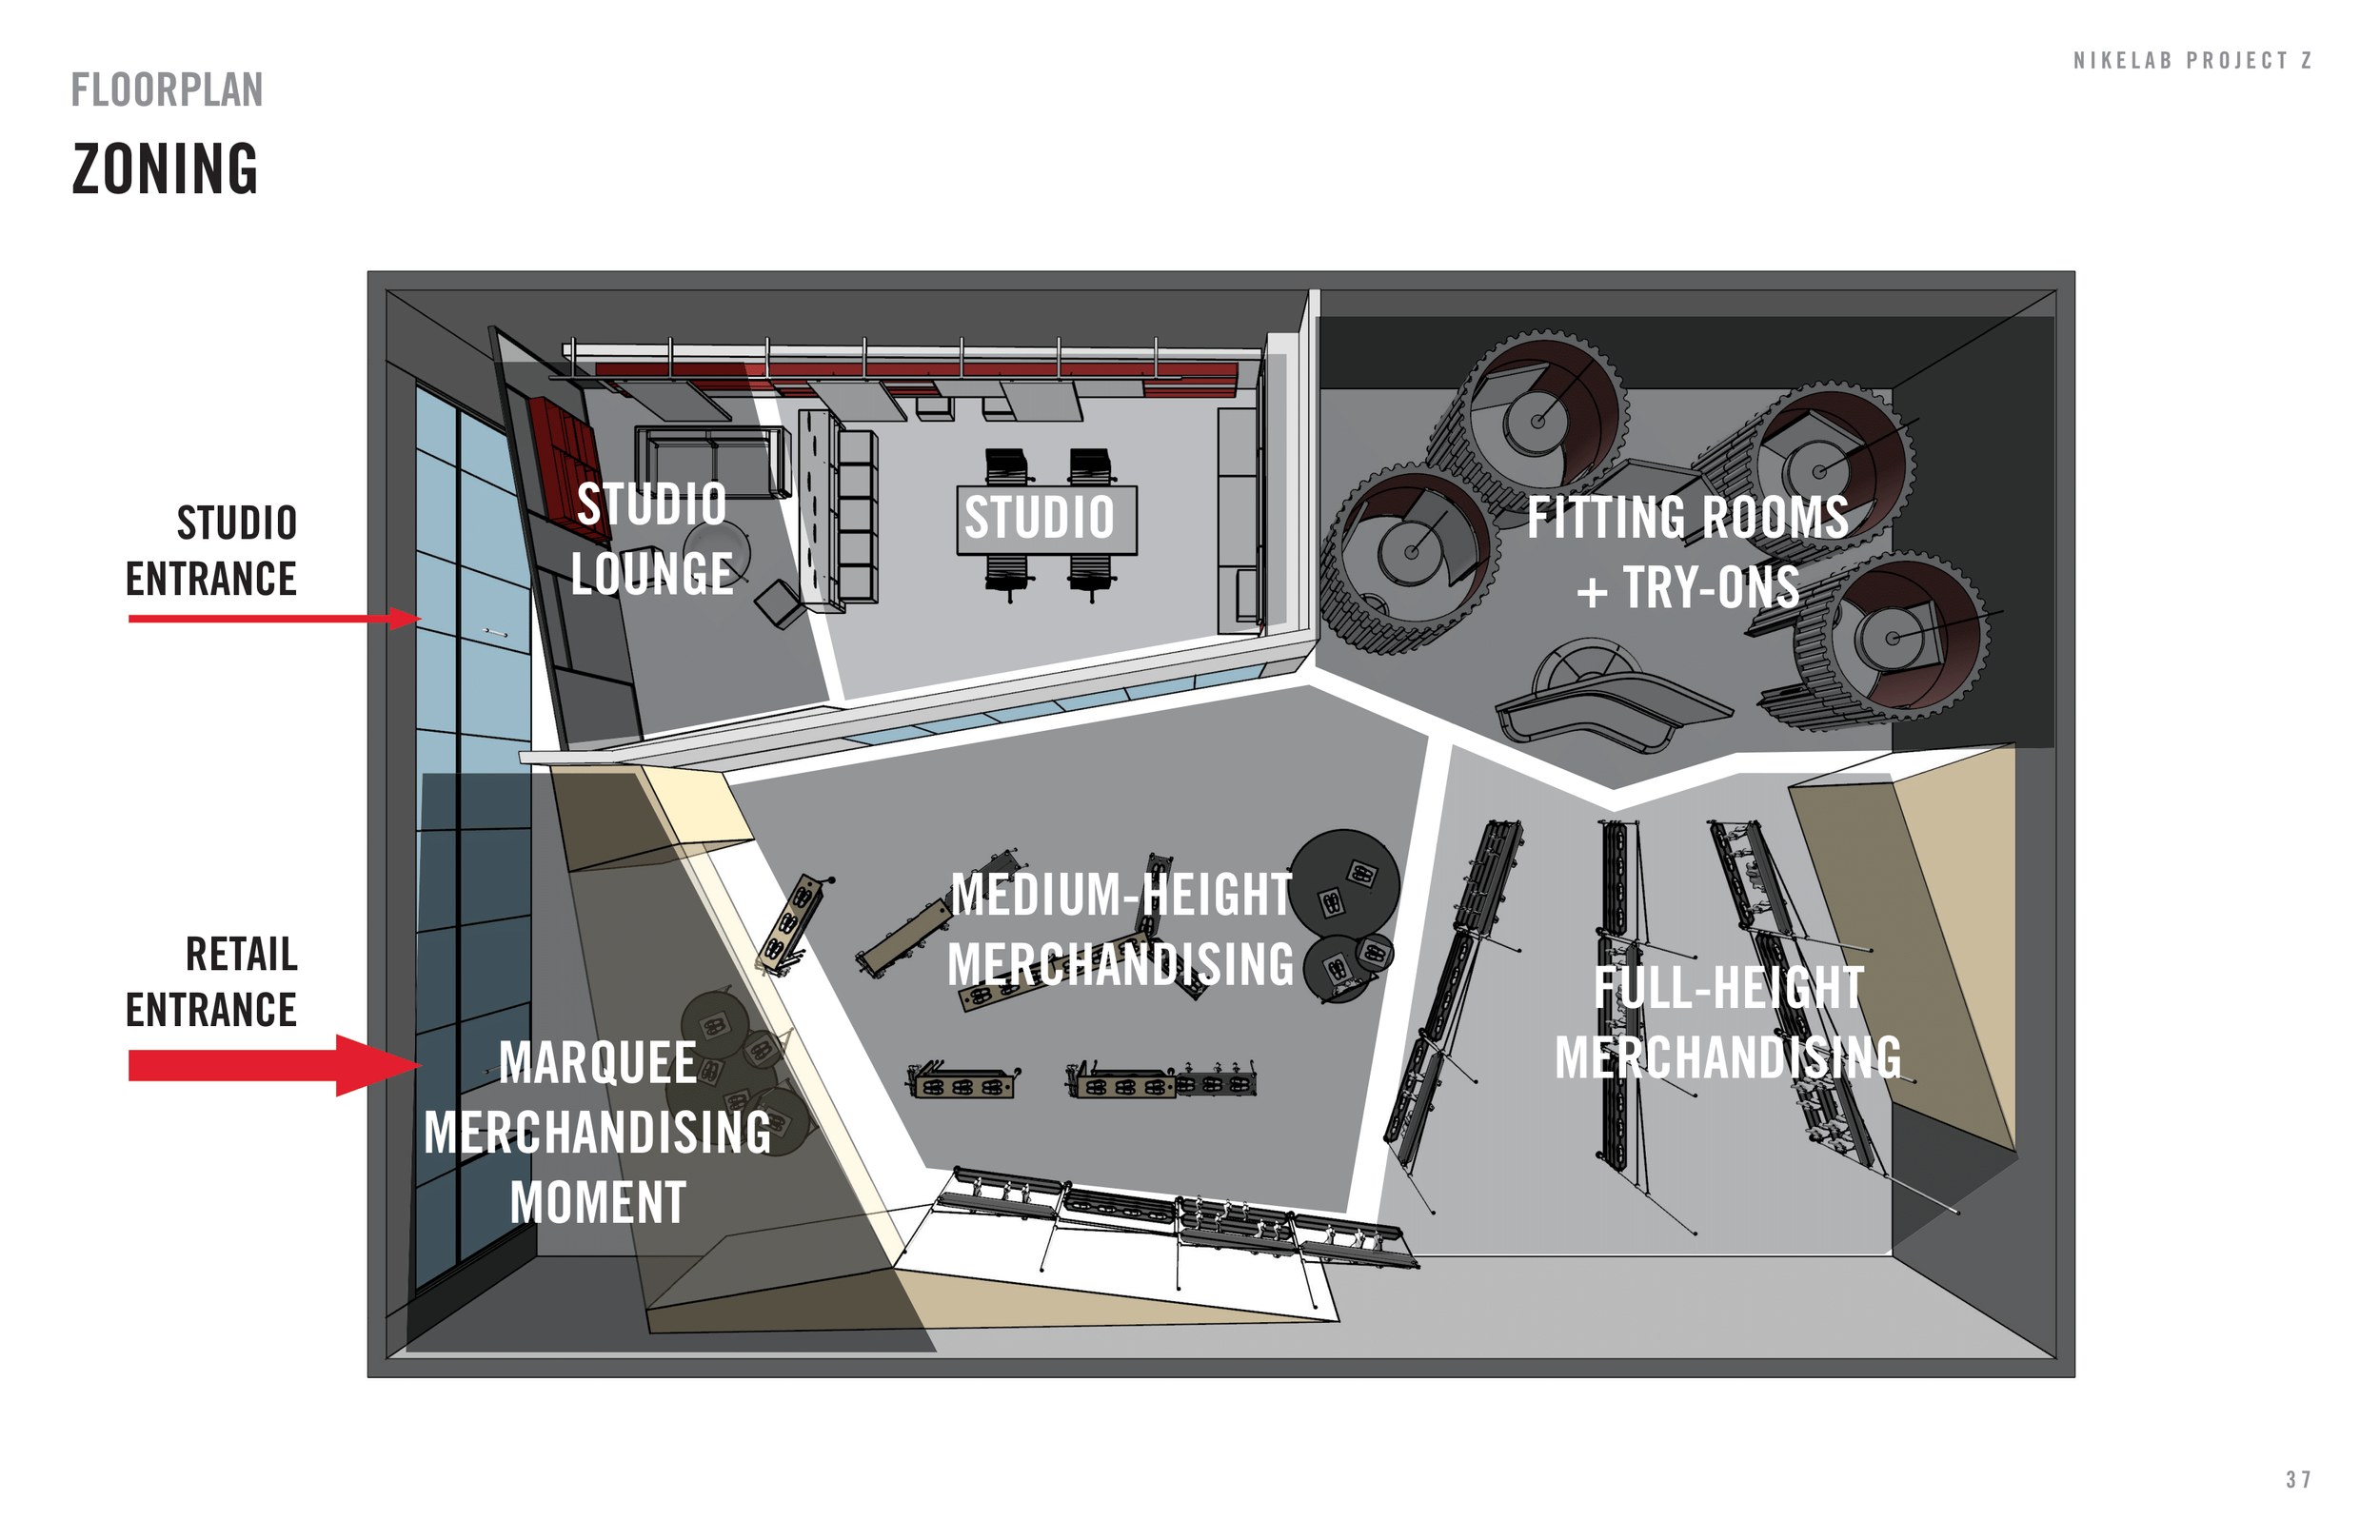 NIKELAB PROJECT Z
FLOORPLAN
ZONING
STUDIO
ENTRANCE
STUDIO
LOUNGE
STUDIO
FITTING ROOMS
+ TRY-ONS
RETAIL
ENTRANCE
MARQUEE
MERCHANDISING
MOMENT
MEDIUM-HEIGHT
MERCHANDISING
FULL-HEIGHT
MERCHANDISING
37